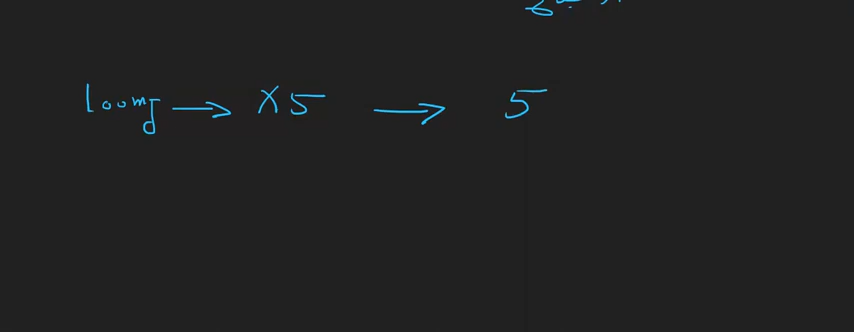 100mg → X5 → 5